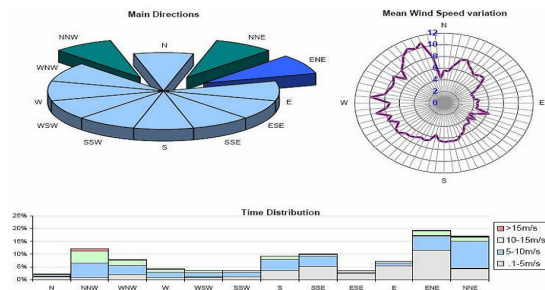 Main Directions
N
NNW
NNE
WNW
ENE
W
E
WSW
ESE
SSW
SSE
S
Mean Wind Speed variation
N
12
10
8
6
4
2
0
W
E
S
Time Distribution
25%
20%
15%
10%
5%
0%
N
NNW
WNW
W
WSW
SSW
S
SSE
ESE
E
ENE
NNE
>15m/s
10-15m/s
5-10m/s
.1-5m/s